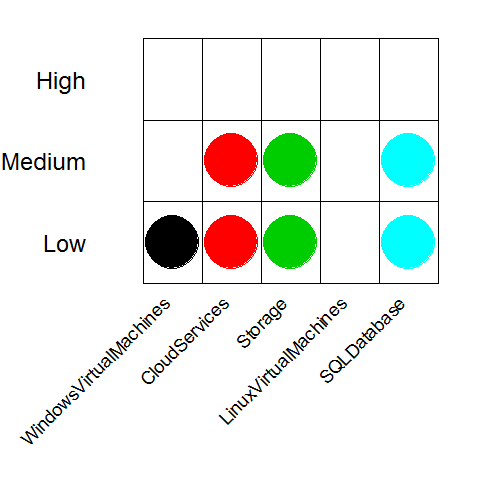 High
Medium
Low
WindowsVirtualMachines
CloudServices
Storage
LinuxVirtualMachines
SQLDatabase